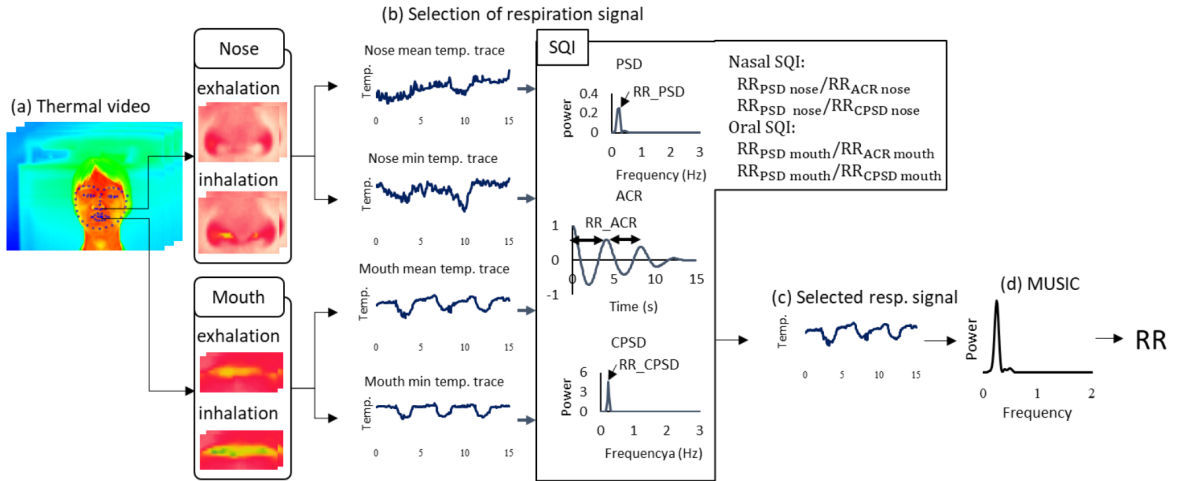 (b) Selection of respiration signal
(a) Thermal video
Nose
exhalation
inhalation
Mouth
exhalation
inhalation
Nose mean temp. trace
Temp.
0 5 10 15
Nose min temp. trace
Temp.
0 5 10 15
Mouth mean temp. trace
Temp.
0 5 10 15
Mouth min temp. trace
Temp.
0 5 10 15
SQI
PSD
RR_PSD
power
0.4
0.2
0
0 1 2 3
Frequency (Hz)
ACR
RR_ACR
1
0
-1
0 5 10 15
Time (s)
CPSD
RR_CPSD
Power
6
3
0
0 1 2 3
Frequencya (Hz)
Nasal SQI:
RRPSD nose/RRACR nose
RRPSD nose/RRCPSD nose
Oral SQI:
RRPSD mouth/RRACR mouth
RRPSD mouth/RRCPSD mouth
(c) Selected resp. signal
Temp.
0 5 10 15
(d) MUSIC
Power
0 1 2
Frequency
RR